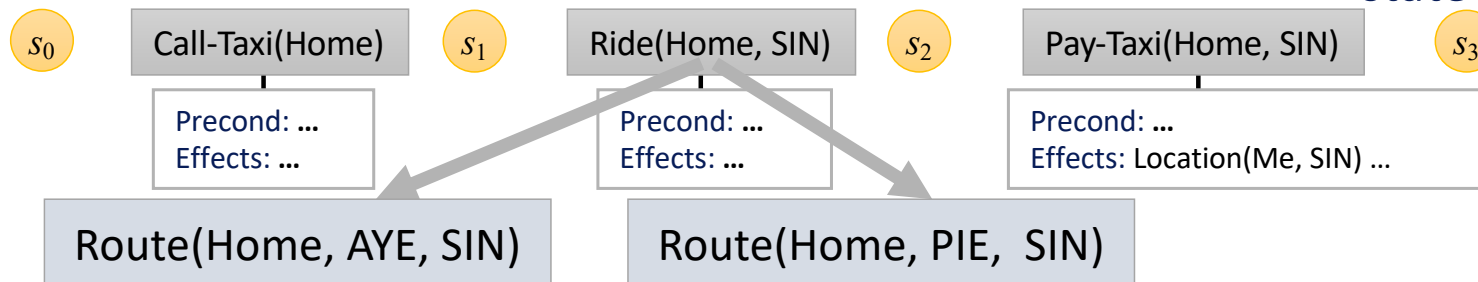 s0 Call-Taxi(Home) s1 Ride(Home, SIN) s2 Pay-Taxi(Home, SIN) s3
Precond: ...
Effects: ...
Precond: ...
Effects: ...
Precond: ...
Effects: Location(Me, SIN) ...
Route(Home, AYE, SIN)
Route(Home, PIE, SIN)